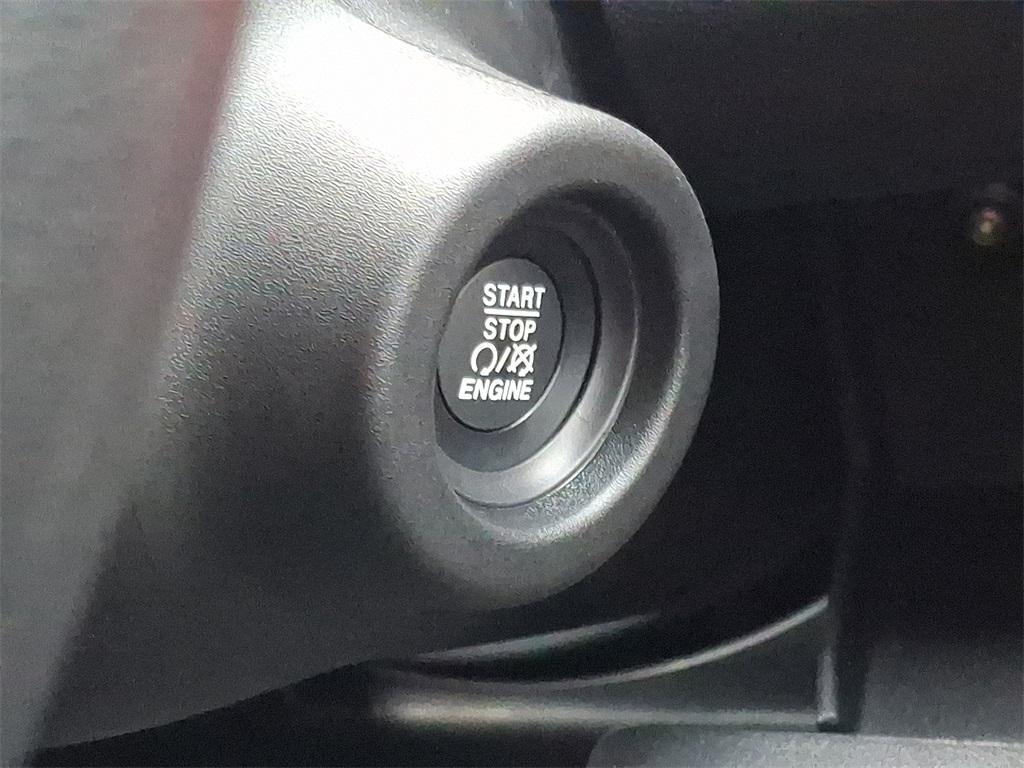 START
STOP
/
ENGINE